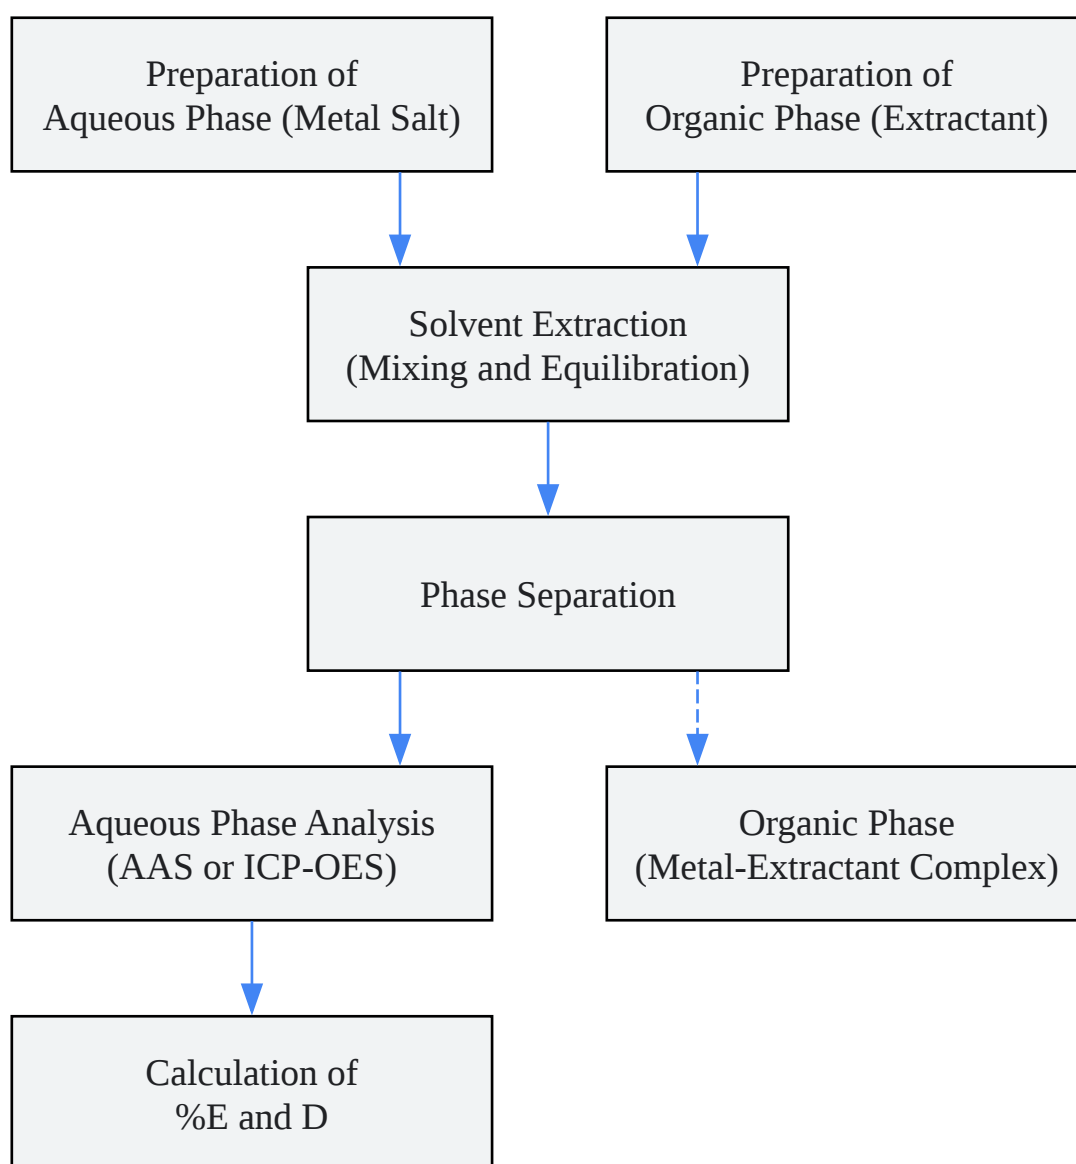 Preparation of
Aqueous Phase (Metal Salt)
Preparation of
Organic Phase (Extractant)
Solvent Extraction
(Mixing and Equilibration)
Phase Separation
Aqueous Phase Analysis
(AAS or ICP-OES)
Organic Phase
(Metal-Extractant Complex)
Calculation of
%E and D